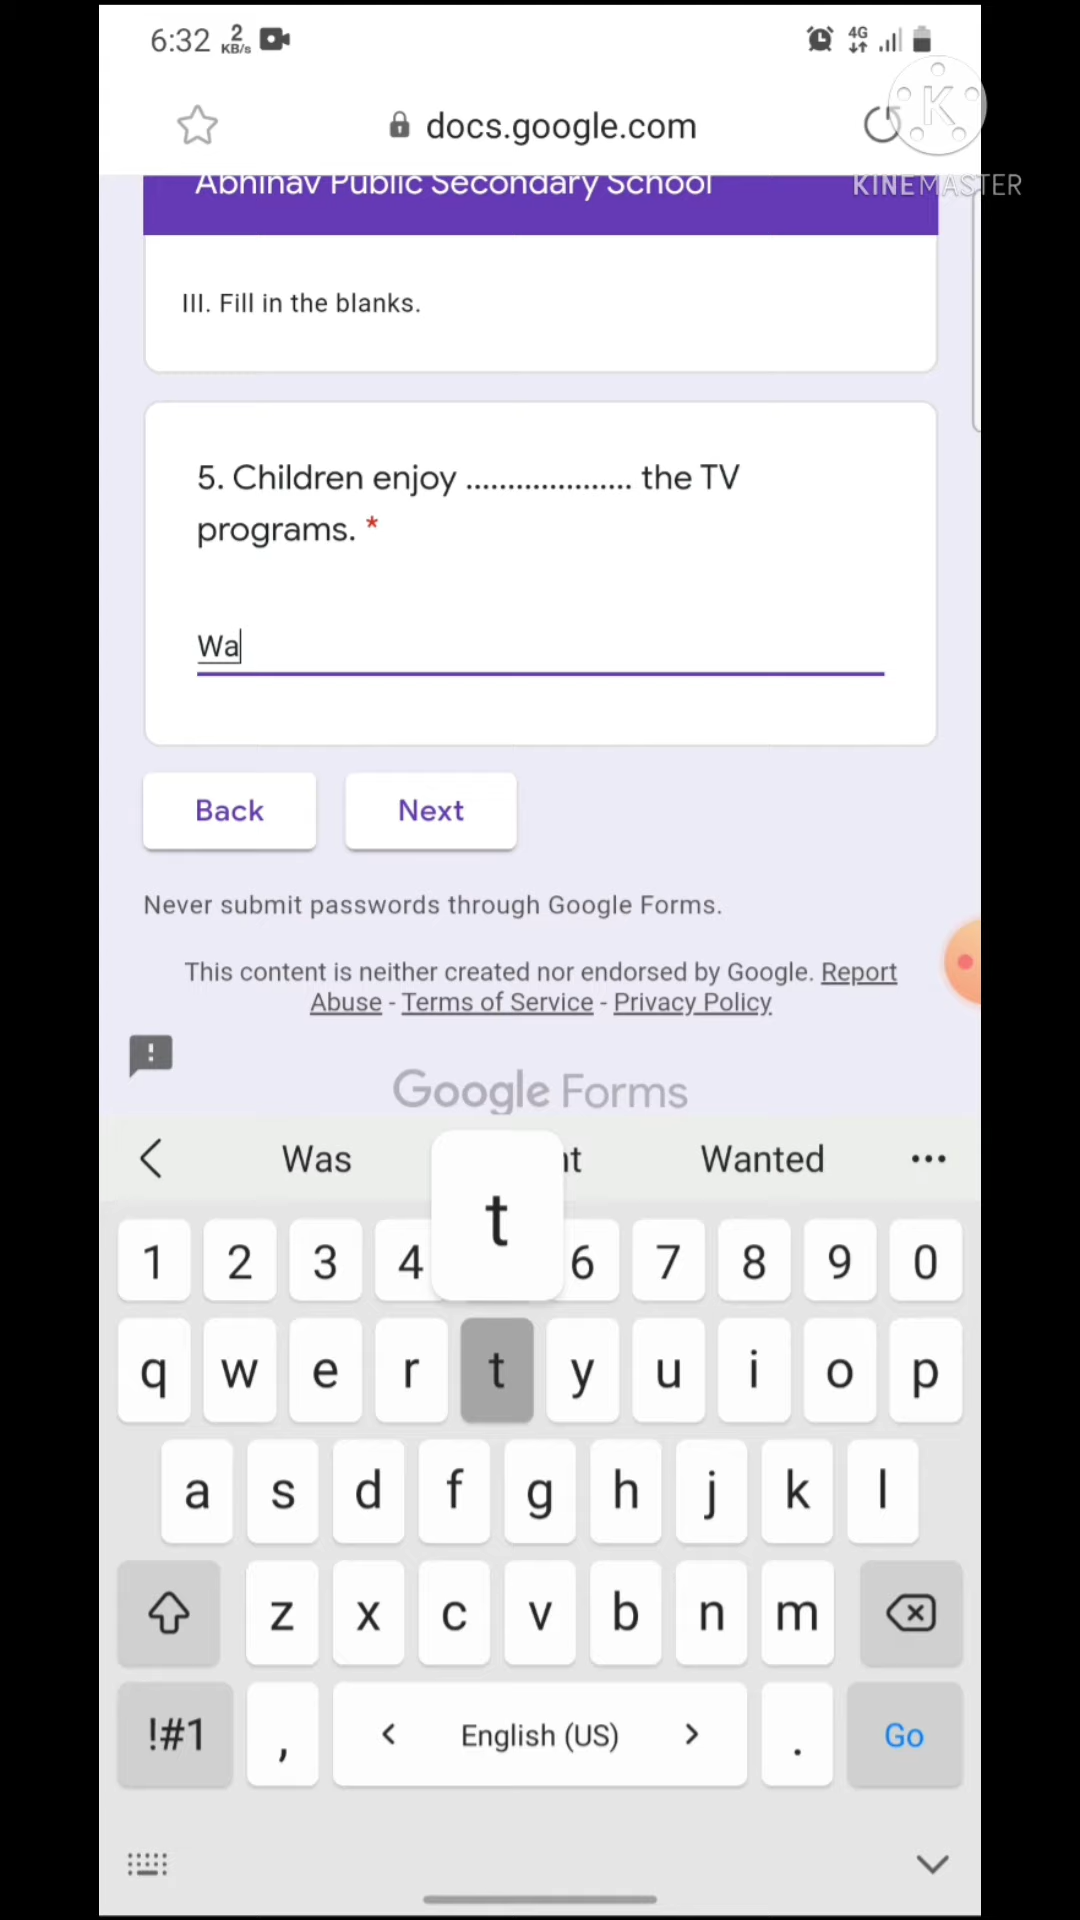 6:32 2 KB/s 4G
docs.google.com
K
KINEMASTER
Abhinav Public Secondary School
III. Fill in the blanks.
5. Children enjoy .................... the TV
programs. *
Wa
Back Next
Never submit passwords through Google Forms.
This content is neither created nor endorsed by Google. Report
Abuse - Terms of Service - Privacy Policy
!
Google Forms
Was Wanted
t
1 2 3 4 6 7 8 9 0
q w e r t y u i o p
a s d f g h j k l
z x c v b n m
!#1 , < English (US) > . Go